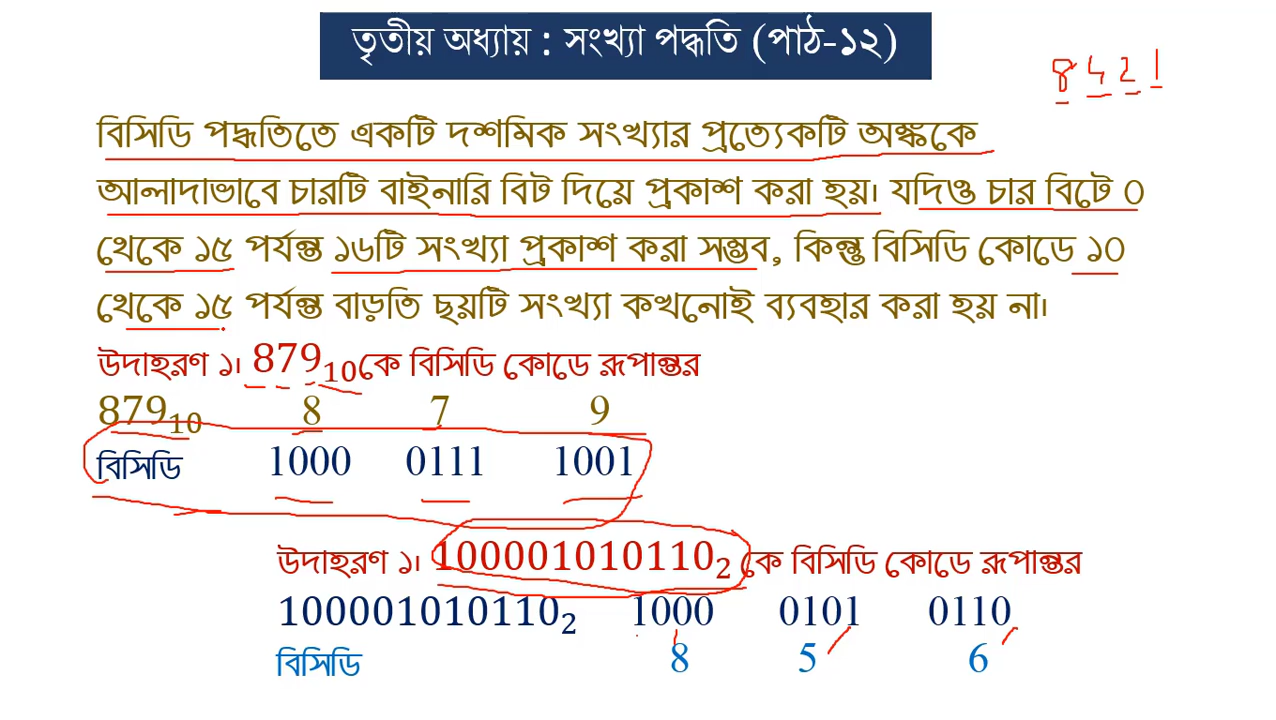 তৃতীয় অধ্যায় : সংখ্যা পদ্ধতি (পাঠ-১২)
8 4 2 1
বিসিডি পদ্ধতিতে একটি দশমিক সংখ্যার প্রত্যেকটি অঙ্ককে
আলাদাভাবে চারটি বাইনারি বিট দিয়ে প্রকাশ করা হয়। যদিও চার বিটে ০
থেকে ১৫ পর্যন্ত ১৬টি সংখ্যা প্রকাশ করা সম্ভব, কিন্তু বিসিডি কোডে ১০
থেকে ১৫ পর্যন্ত বাড়তি ছয়টি সংখ্যা কখনোই ব্যবহার করা হয় না।
উদাহরণ ১। 879₁₀কে বিসিডি কোডে রূপান্তর
879₁₀ 8 7 9
বিসিডি 1000 0111 1001
উদাহরণ ১। 100001010110₂ কে বিসিডি কোডে রূপান্তর
100001010110₂ 1000 0101 0110
বিসিডি 8 5 6